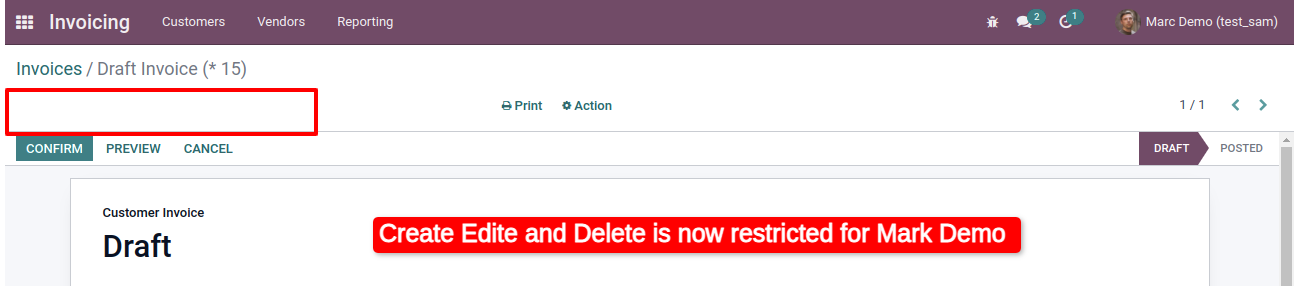 Invoicing Customers Vendors Reporting 2 1 Marc Demo (test_sam)
Invoices / Draft Invoice (* 15)
Print Action 1 / 1
CONFIRM PREVIEW CANCEL DRAFT POSTED
Customer Invoice
Draft
Create Edite and Delete is now restricted for Mark Demo